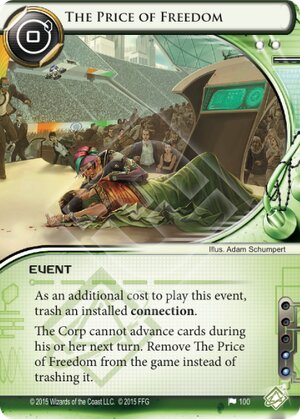 0
THE PRICE OF FREEDOM
Illus. Adam Schumpert
EVENT
As an additional cost to play this event,
trash an installed connection.
The Corp cannot advance cards during
his or her next turn. Remove The Price
of Freedom from the game instead of
trashing it.
© 2015 Wizards of the Coast LLC. © 2015 FFG
100